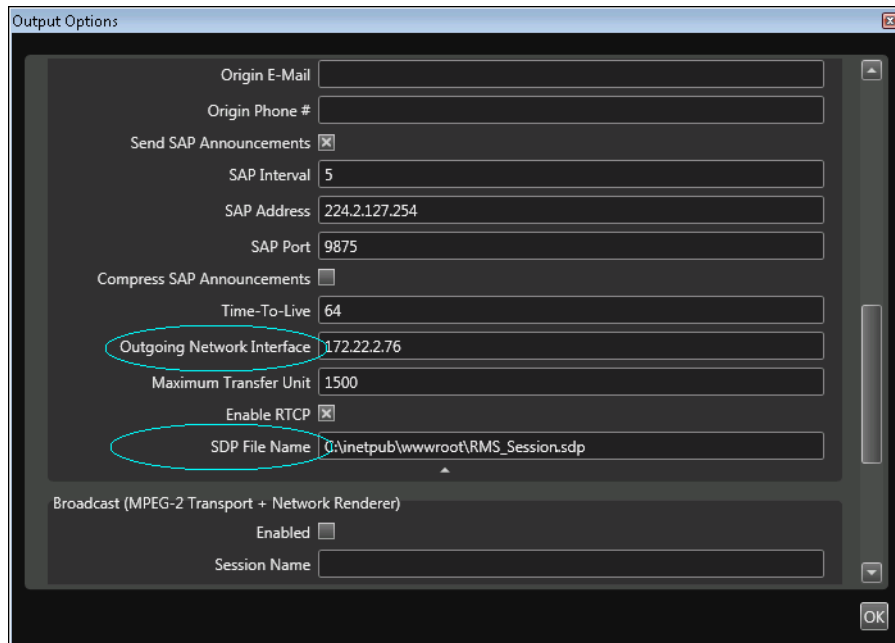 Output Options
Origin E-Mail
Origin Phone #
Send SAP Announcements
SAP Interval 5
SAP Address 224.2.127.254
SAP Port 9875
Compress SAP Announcements
Time-To-Live 64
Outgoing Network Interface 172.22.2.76
Maximum Transfer Unit 1500
Enable RTCP
SDP File Name C:\inetpub\wwwroot\RMS_Session.sdp
Broadcast (MPEG-2 Transport + Network Renderer)
Enabled
Session Name
OK